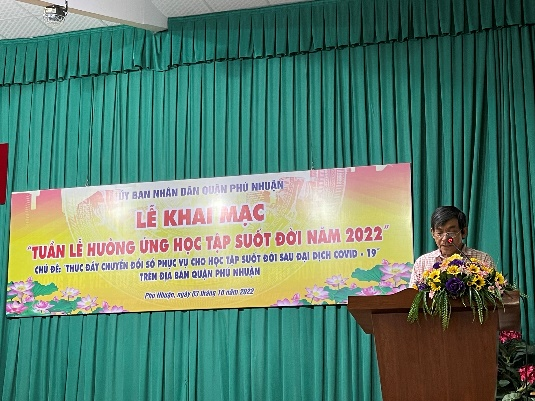 ỦY BAN NHÂN DÂN QUẬN PHÚ NHUẬN
LỄ KHAI MẠC
"TUẦN LỄ HƯỞNG ỨNG HỌC TẬP SUỐT ĐỜI NĂM 2022"
CHỦ ĐỀ: THÚC ĐẨY CHUYỂN ĐỔI SỐ PHỤC VỤ CHO HỌC TẬP SUỐT ĐỜI SAU ĐẠI DỊCH COVID - 19"
TRÊN ĐỊA BÀN QUẬN PHÚ NHUẬN
Phú Nhuận, ngày 03 tháng 10 năm 2022